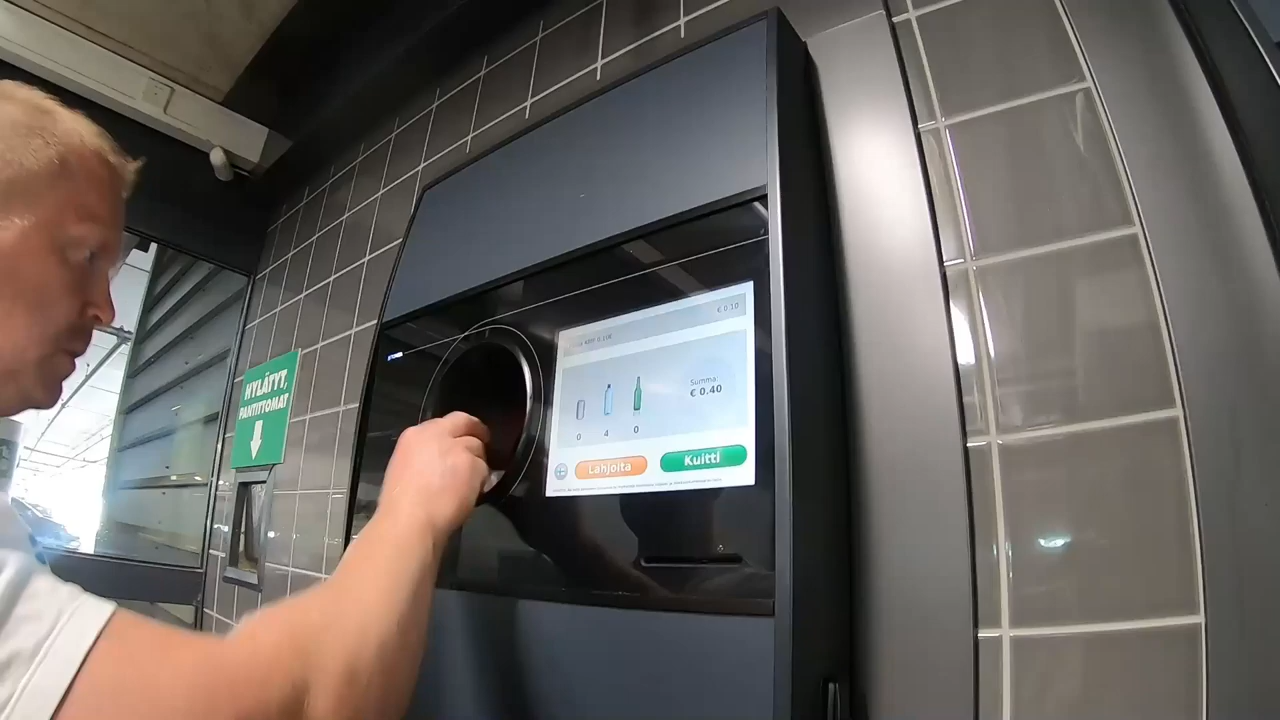 HYLÄTYT,
PANTITTOMAT
€ 0.10
Summa:
€ 0.40
0 4 0
Lahjoita
Kuitti